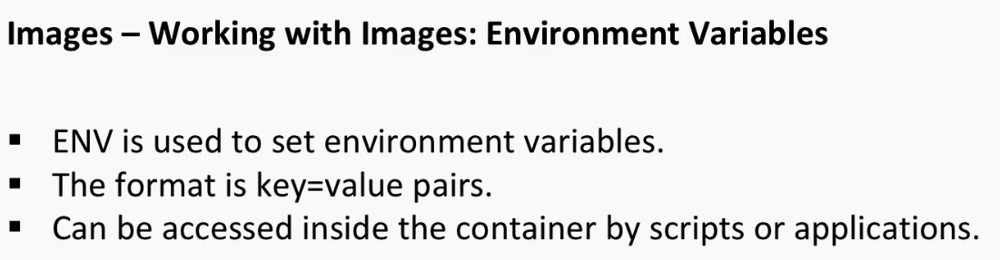 Images – Working with Images: Environment Variables
▪ ENV is used to set environment variables.
▪ The format is key=value pairs.
▪ Can be accessed inside the container by scripts or applications.